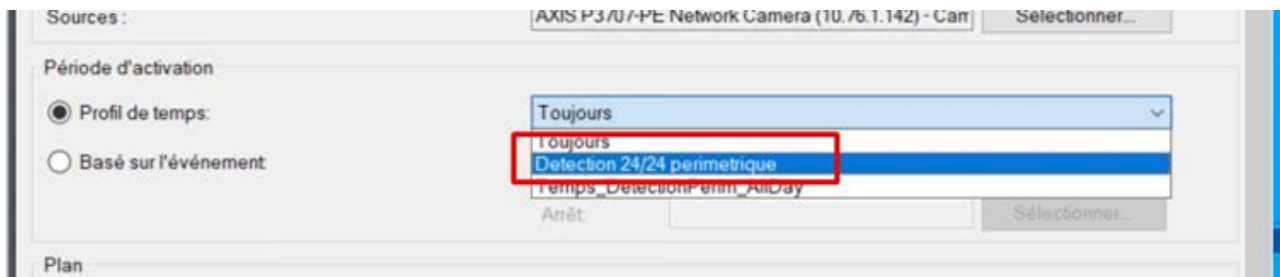 Sources :
AXIS P3707-PE Network Camera (10.76.1.142) - Cam
Sélectionner...
Période d'activation
Profil de temps:
Toujours
Toujours
Basé sur l'événement:
Detection 24/24 perimetrique
Temps_DetectionPerim_AllDay
Arrêt:
Sélectionner...
Plan